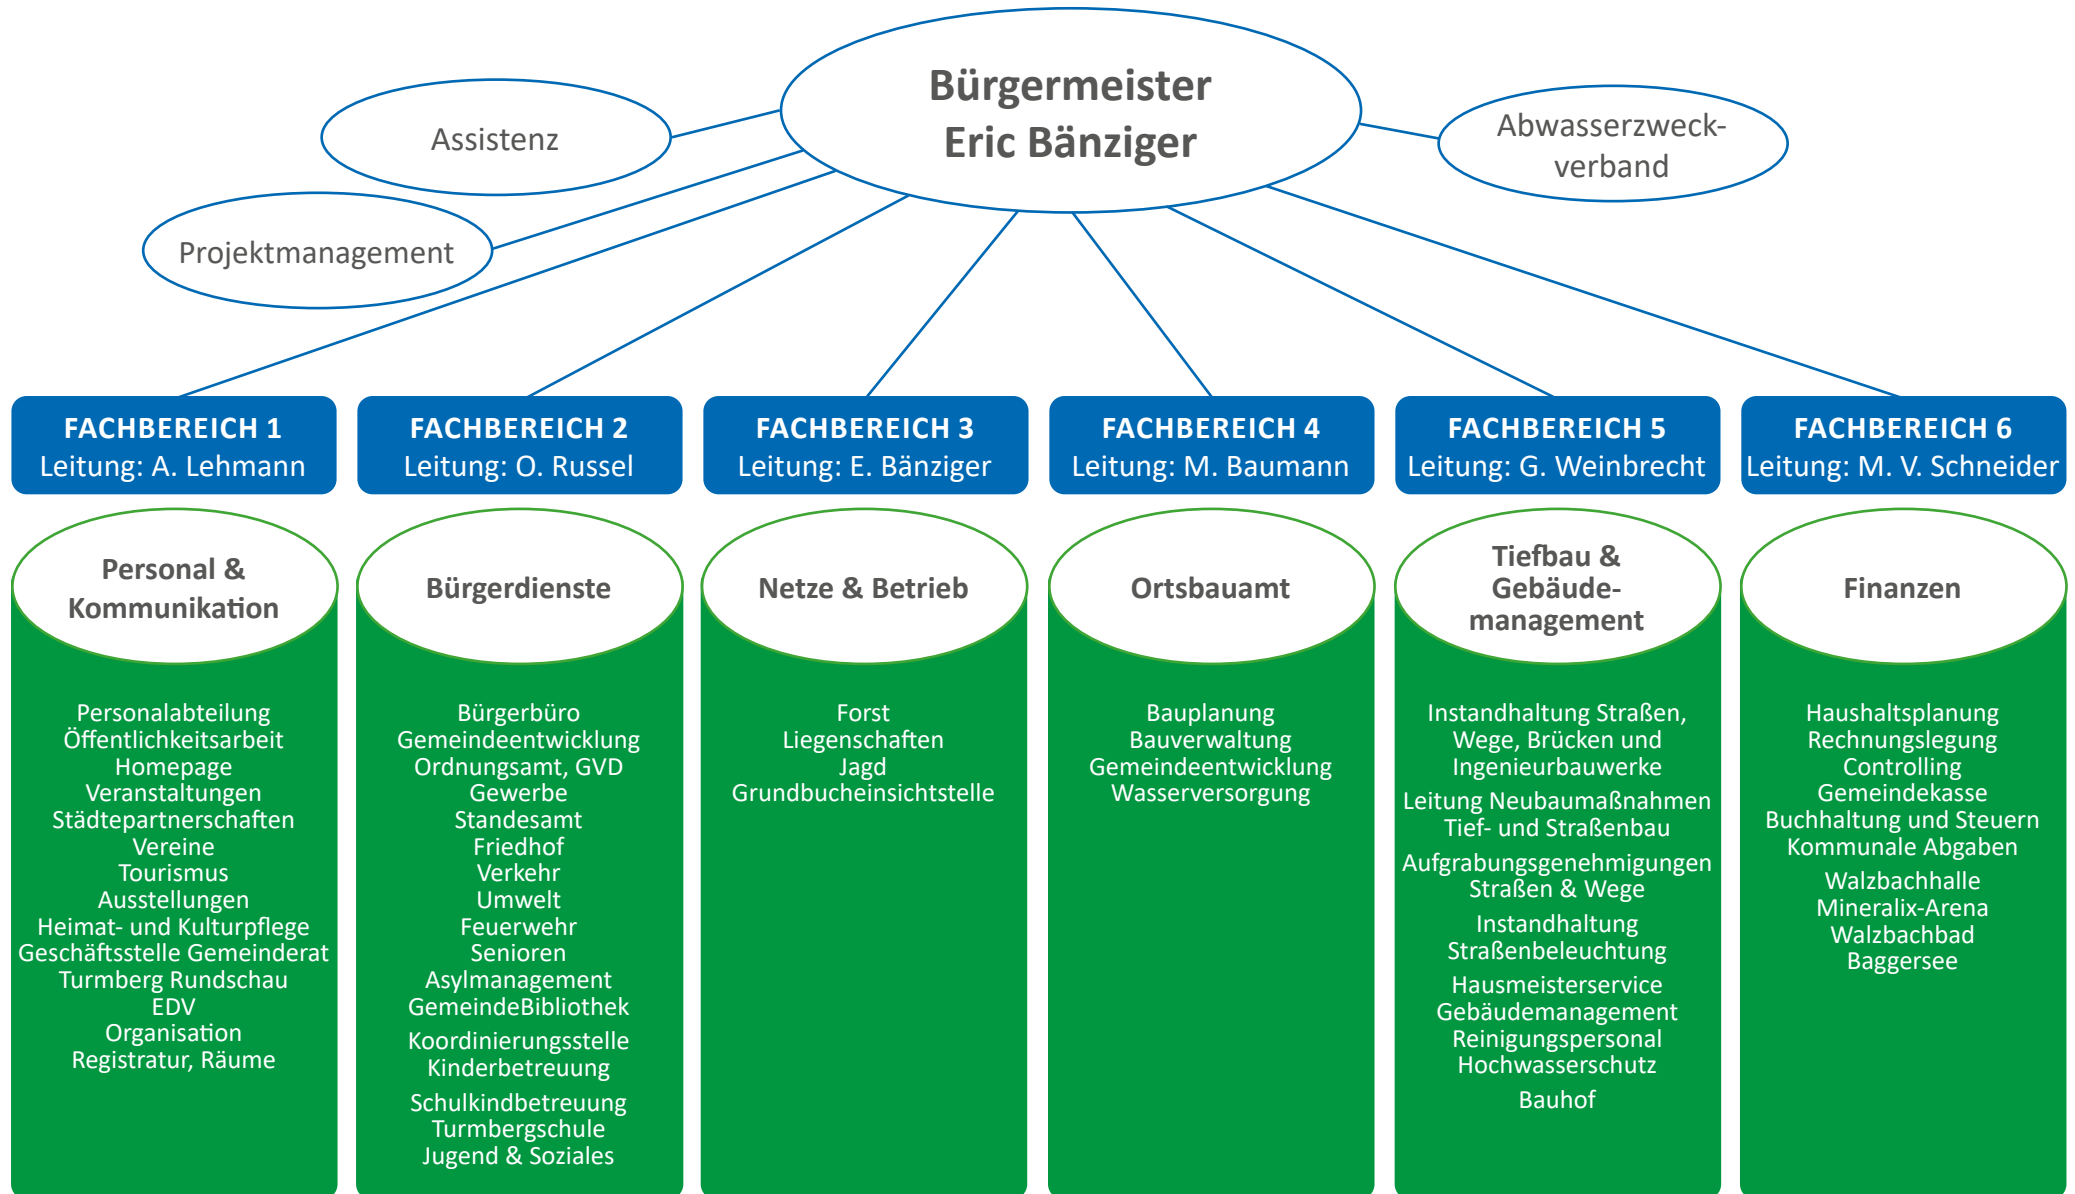 Bürgermeister
Eric Bänziger
Assistenz
Abwasserzweck-
verband
Projektmanagement
FACHBEREICH 1
Leitung: A. Lehmann
FACHBEREICH 2
Leitung: O. Russel
FACHBEREICH 3
Leitung: E. Bänziger
FACHBEREICH 4
Leitung: M. Baumann
FACHBEREICH 5
Leitung: G. Weinbrecht
FACHBEREICH 6
Leitung: M. V. Schneider
Personal &
Kommunikation
Personalabteilung
Öffentlichkeitsarbeit
Homepage
Veranstaltungen
Städtepartnerschaften
Vereine
Tourismus
Ausstellungen
Heimat- und Kulturpflege
Geschäftsstelle Gemeinderat
Turmberg Rundschau
EDV
Organisation
Registratur, Räume
Bürgerdienste
Bürgerbüro
Gemeindeentwicklung
Ordnungsamt, GVD
Gewerbe
Standesamt
Friedhof
Verkehr
Umwelt
Feuerwehr
Senioren
Asylmanagement
GemeindeBibliothek
Koordinierungsstelle
Kinderbetreuung
Schulkindbetreuung
Turmbergschule
Jugend & Soziales
Netze & Betrieb
Forst
Liegenschaften
Jagd
Grundbucheinsichtstelle
Ortsbauamt
Bauplanung
Bauverwaltung
Gemeindeentwicklung
Wasserversorgung
Tiefbau &
Gebäude-
management
Instandhaltung Straßen,
Wege, Brücken und
Ingenieurbauwerke
Leitung Neubaumaßnahmen
Tief- und Straßenbau
Aufgrabungsgenehmigungen
Straßen & Wege
Instandhaltung
Straßenbeleuchtung
Hausmeisterservice
Gebäudemanagement
Reinigungspersonal
Hochwasserschutz
Bauhof
Finanzen
Haushaltsplanung
Rechnungslegung
Controlling
Gemeindekasse
Buchhaltung und Steuern
Kommunale Abgaben
Walzbachhalle
Mineralix-Arena
Walzbachbad
Baggersee